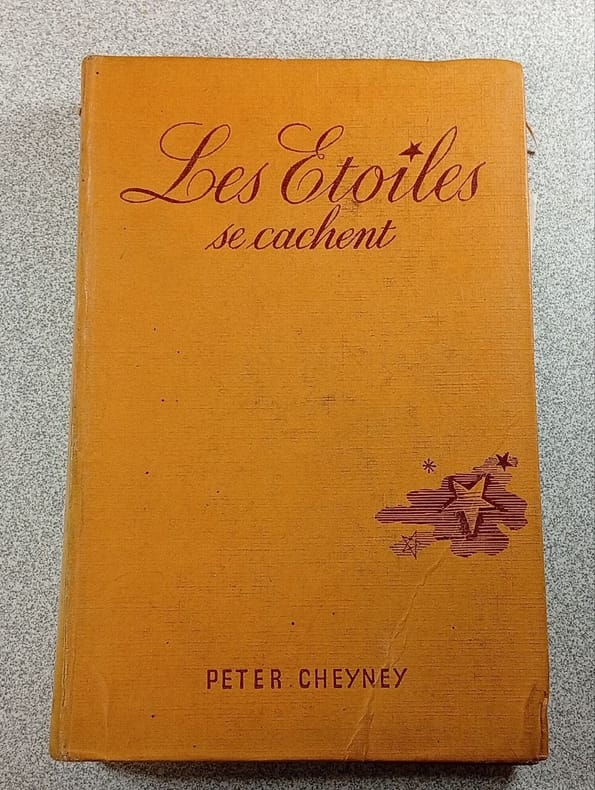 Les Etoiles
se cachent
PETER CHEYNEY